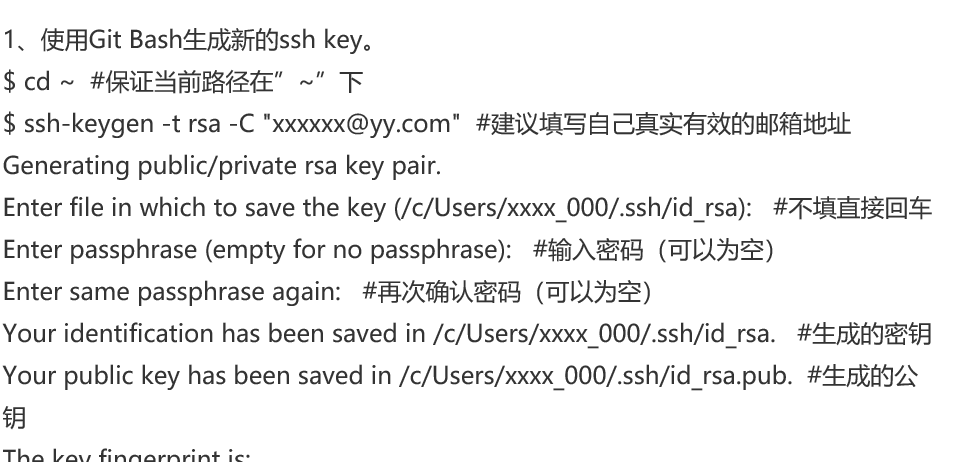 1、使用Git Bash生成新的ssh key。
$ cd ~  #保证当前路径在”~”下
$ ssh-keygen -t rsa -C "xxxxxx@yy.com"  #建议填写自己真实有效的邮箱地址
Generating public/private rsa key pair.
Enter file in which to save the key (/c/Users/xxxx_000/.ssh/id_rsa):   #不填直接回车
Enter passphrase (empty for no passphrase):   #输入密码（可以为空）
Enter same passphrase again:   #再次确认密码（可以为空）
Your identification has been saved in /c/Users/xxxx_000/.ssh/id_rsa.   #生成的密钥
Your public key has been saved in /c/Users/xxxx_000/.ssh/id_rsa.pub.  #生成的公
钥
The key fingerprint is: